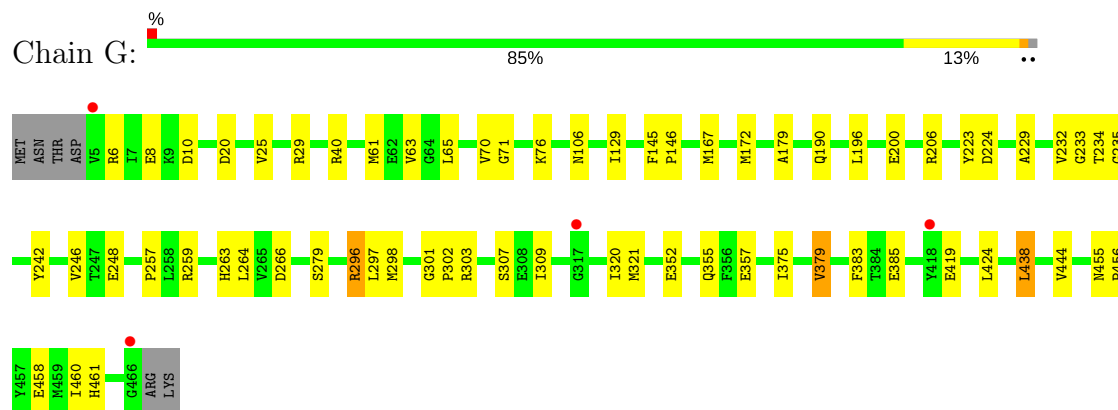 %
Chain G:
85% 13% ••
MET ASN THR ASP V5 R6 I7 E8 K9 D10 D20 V25 R29 R40 M61 E62 V63 G64 L65 V70 G71 K76 N106 I129 F145 P146 M167 M172 A179 Q190 L196 E200 R206 Y223 D224 A229 V232 G233 T234 G235
Y242 V246 T247 E248 P257 L258 R259 H263 L264 V265 D266 S279 R296 L297 M298 G301 P302 R303 S307 E308 I309 G317 I320 M321 E352 Q355 F356 E357 I375 V379 F383 T384 E385 Y418 E419 L424 L438 V444 N455
Y457 E458 M459 I460 H461 G466 ARG LYS